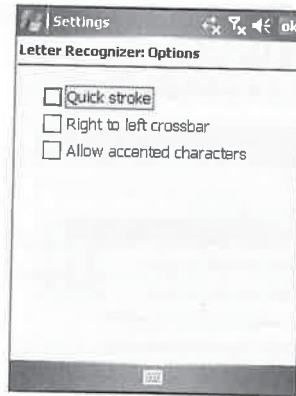 Settings
ok
Letter Recognizer: Options
Quick stroke
Right to left crossbar
Allow accented characters